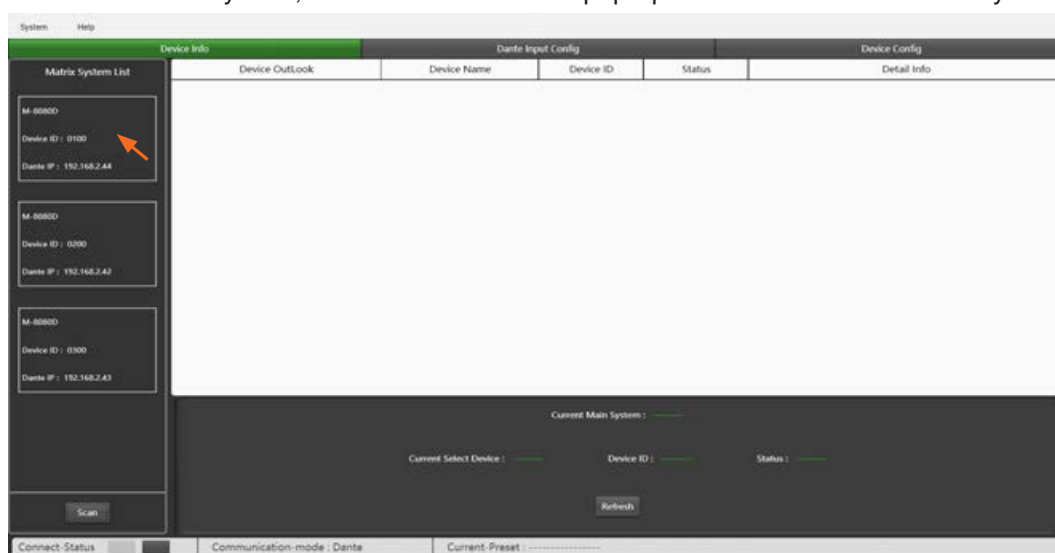 System Help
Device Info Dante Input Config Device Config
Matrix System List Device OutLook Device Name Device ID Status Detail Info
M-8080D
Device ID : 0100
Dante IP : 192.168.2.44
M-8080D
Device ID : 0200
Dante IP : 192.168.2.42
M-8080D
Device ID : 0300
Dante IP : 192.168.2.43
Current Main System : --------
Current Select Device : -------- Device ID : -------- Status : --------
Scan Refresh
Connect-Status Communication-mode : Dante Current-Preset : ----------------